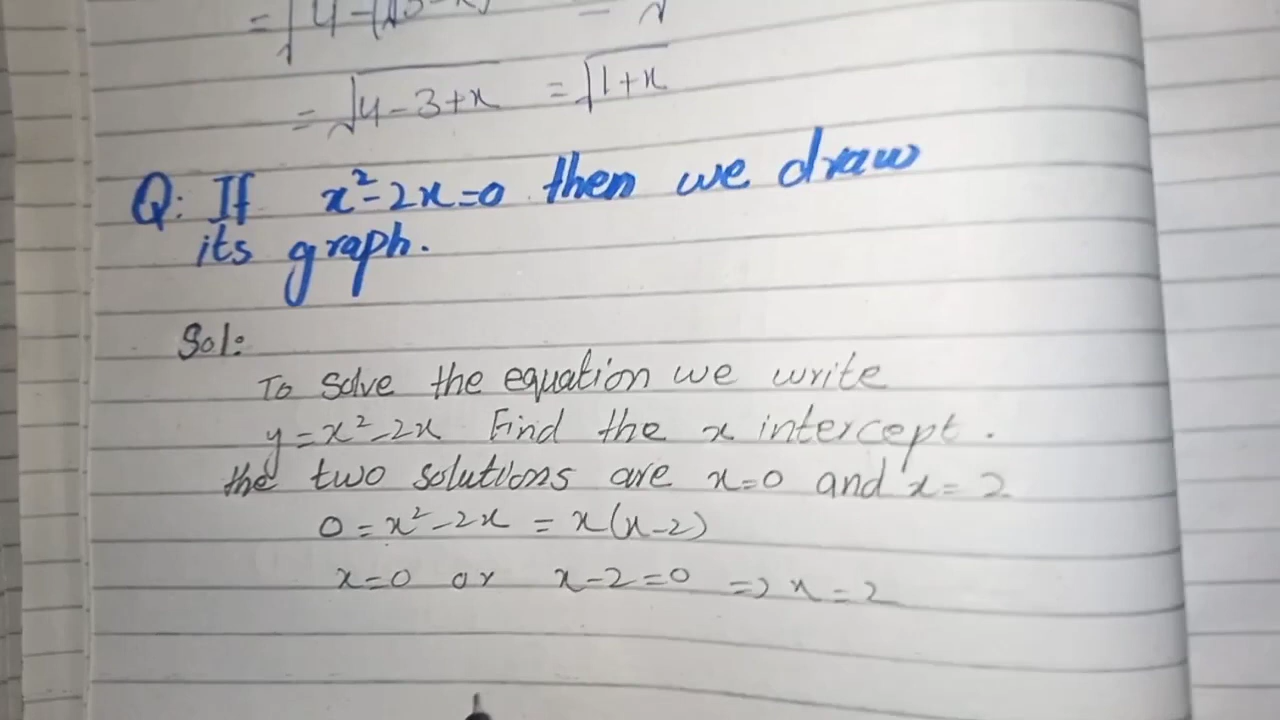 = √4-(√3-x)
= √4-3+x = √1+x
Q: If x²-2x=0 then we draw
its graph.
Sol:
To solve the equation we write
y=x²-2x Find the x intercept.
the two solutions are x=0 and x=2
0=x²-2x = x(x-2)
x=0 or x-2=0 => x=2